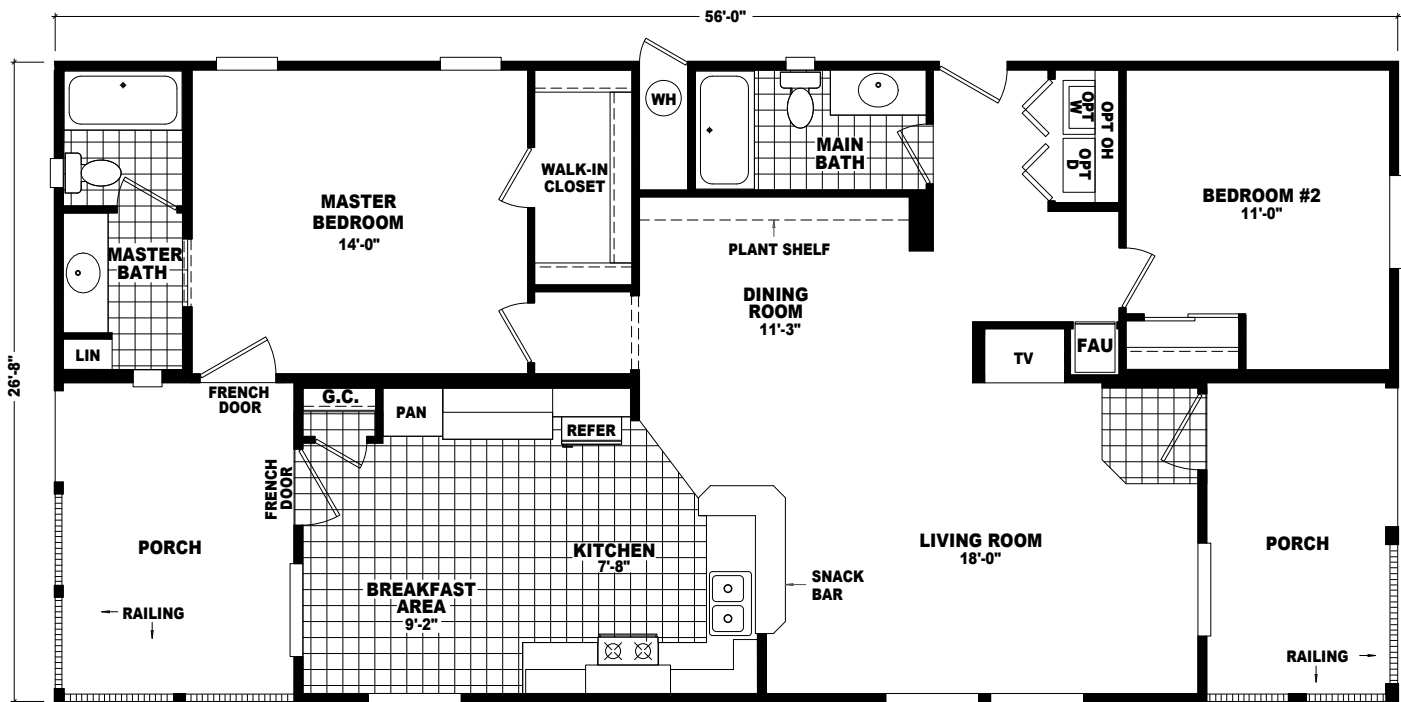 56'-0"
26'-8"
WH
MAIN
BATH
OPT
W
OPT
D
OPT OH
WALK-IN
CLOSET
MASTER
BEDROOM
14'-0"
BEDROOM #2
11'-0"
MASTER
BATH
PLANT SHELF
DINING
ROOM
11'-3"
LIN
TV
FAU
FRENCH
DOOR
G.C.
PAN
REFER
FRENCH
DOOR
PORCH
KITCHEN
7'-8"
LIVING ROOM
18'-0"
PORCH
BREAKFAST
AREA
9'-2"
SNACK
BAR
RAILING
RAILING